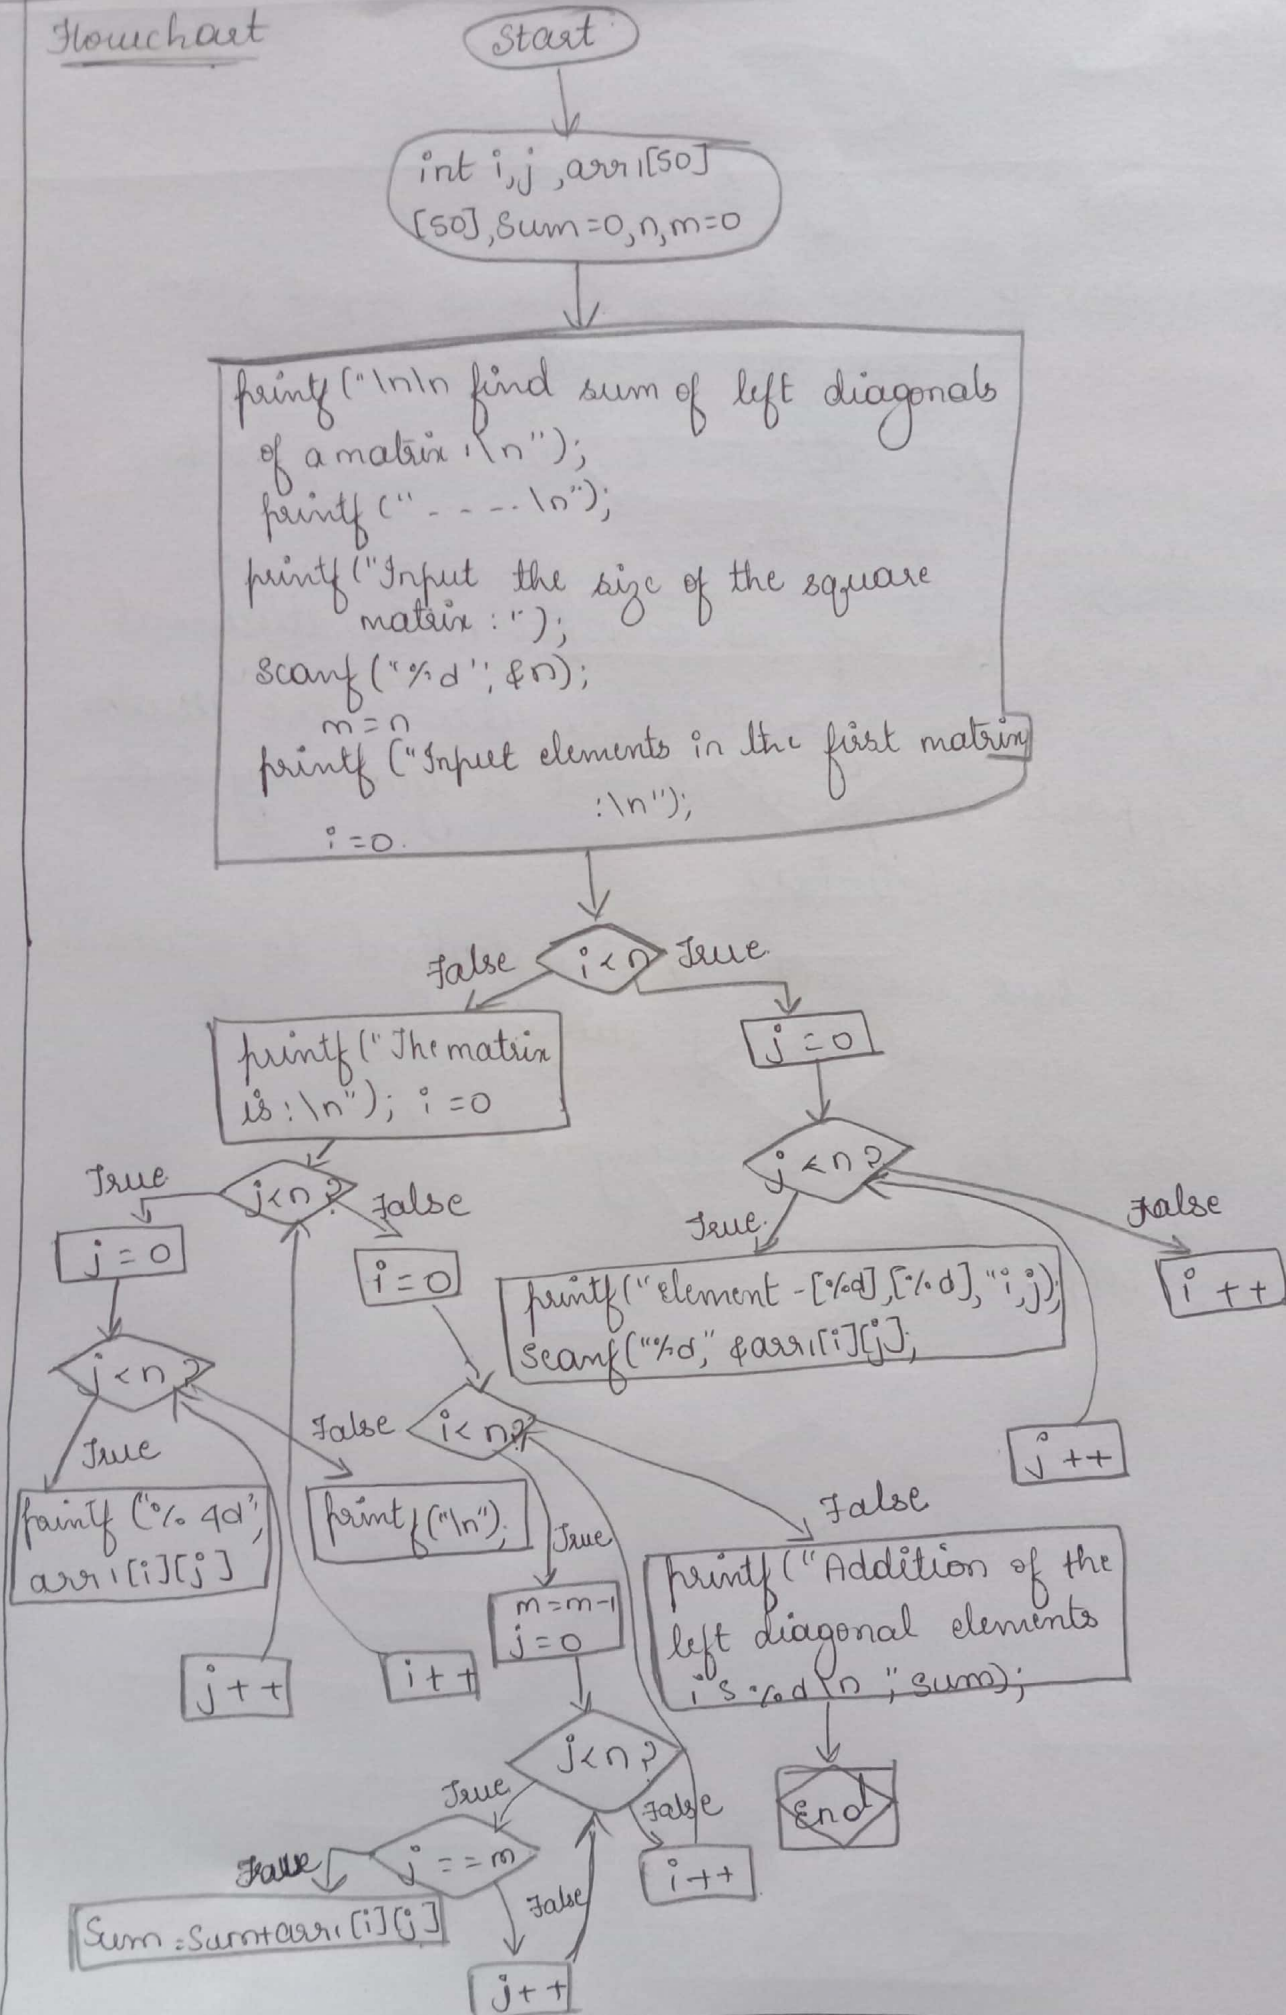 Flowchart
Start
int i,j ,arr1[50]
[50],Sum=0,n,m=0
printf("\n\n find sum of left diagonals
of a matrix :\n");
printf(" - - - - . \n");
printf("Input the size of the square
matrix : ");
scanf("%d", &n);
m=n
printf ("Input elements in the first matrix
:\n");
i=0.
False
i<n
True
printf("The matrix
is :\n"); i=0
j=0
True
j<n?
False
j<n?
True
False
j=0
i=0
printf("element -[%d],[%d],"i,j);
scanf("%d," &arr1[i][j];
i++
j<n?
True
False
i<n?
j++
printf ("% 4d",
arr1[i][j]
printf("\n");
True
False
m=m-1
j=0
printf("Addition of the
left diagonal elements
is %d\n ",sum);
j++
i++
j<n?
True
False
End
j==m
False
i++
Sum=Sum+arr1[i][j]
j++